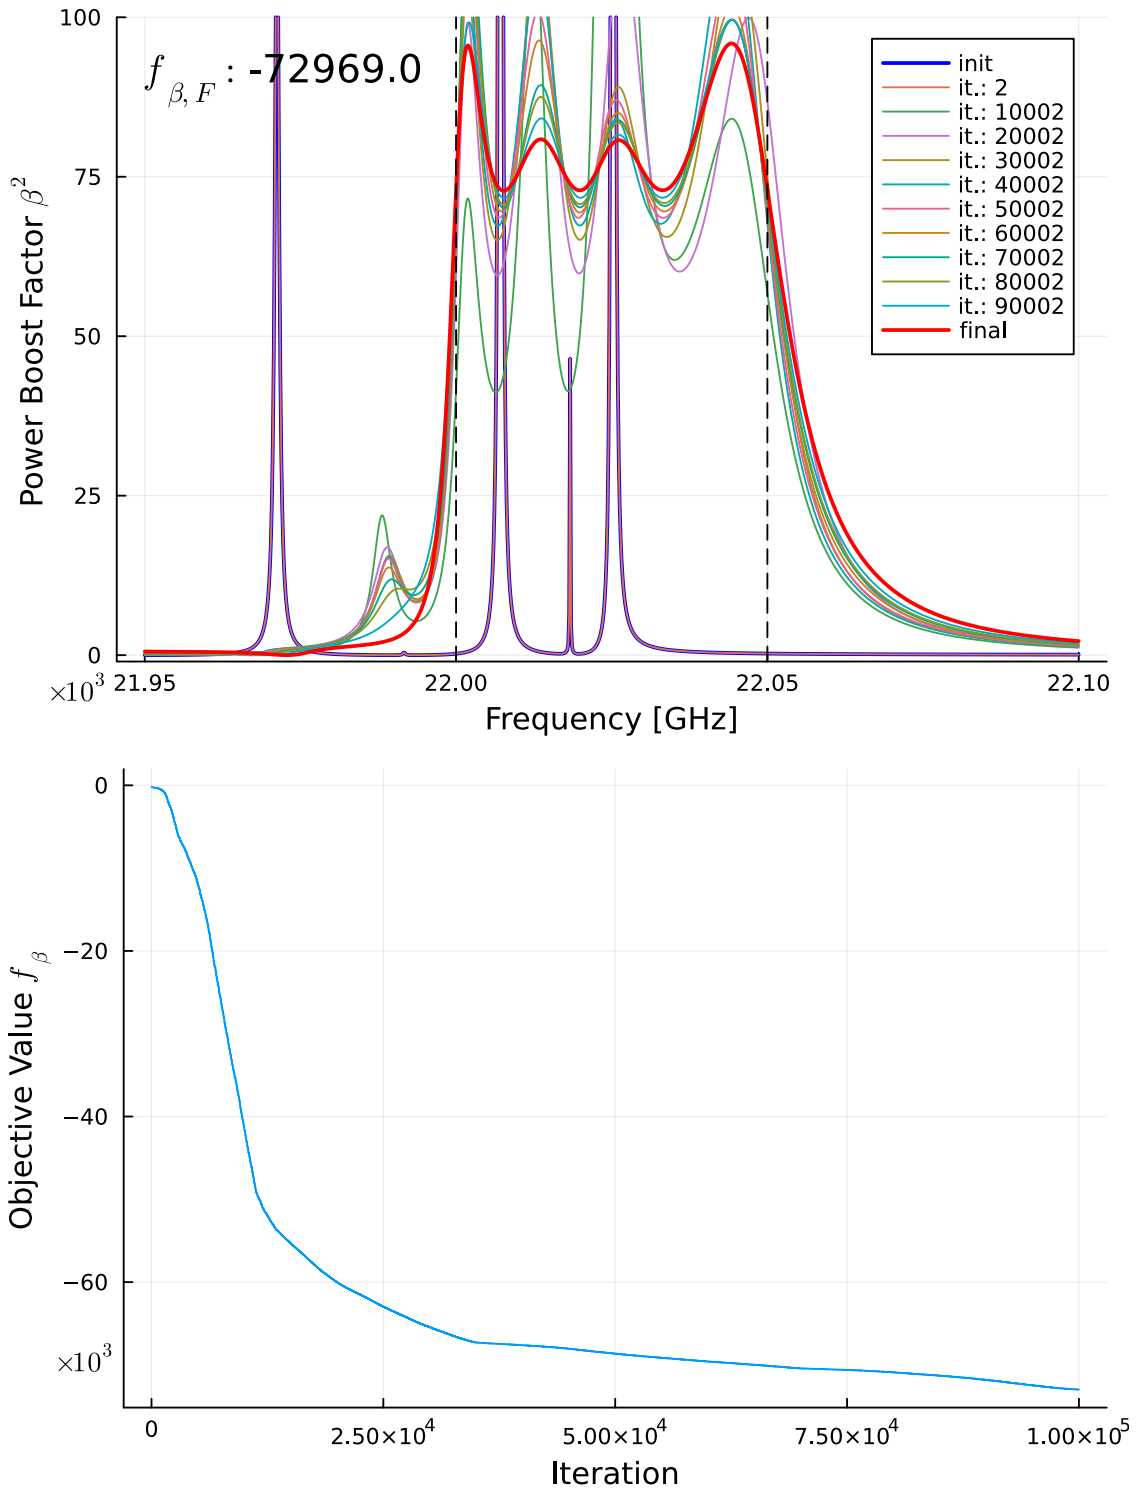 100
75
50
25
0
Power Boost Factor β²
f β, F : -72969.0
init
it.: 2
it.: 10002
it.: 20002
it.: 30002
it.: 40002
it.: 50002
it.: 60002
it.: 70002
it.: 80002
it.: 90002
final
×10³
21.95
22.00
22.05
22.10
Frequency [GHz]
0
−20
−40
−60
×10³
Objective Value f β
0
2.50×10⁴
5.00×10⁴
7.50×10⁴
1.00×10⁵
Iteration